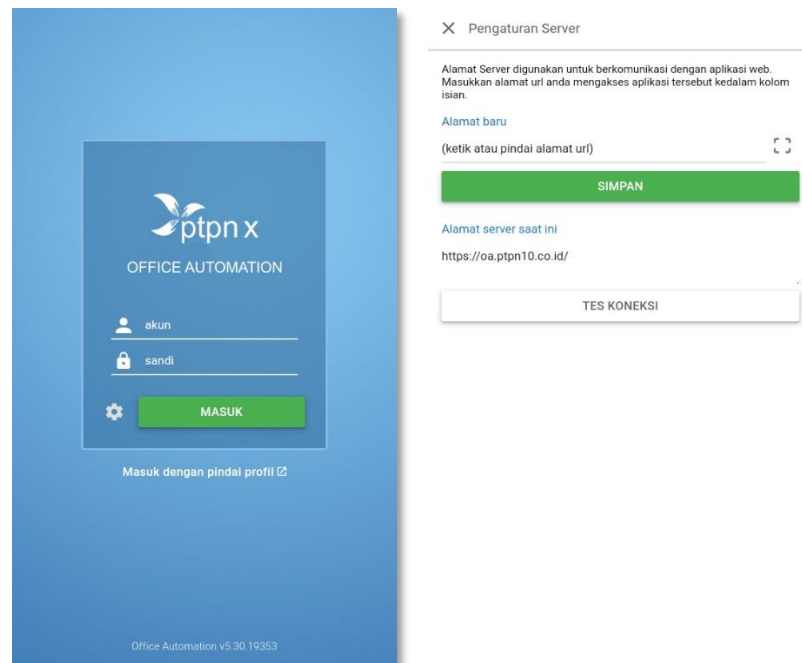 ptpn x
OFFICE AUTOMATION
akun
sandi
MASUK
Masuk dengan pindai profil
Office Automation v5.30.19353
Pengaturan Server
Alamat Server digunakan untuk berkomunikasi dengan aplikasi web.
Masukkan alamat url anda mengakses aplikasi tersebut kedalam kolom
isian.
Alamat baru
(ketik atau pindai alamat url)
SIMPAN
Alamat server saat ini
https://oa.ptpn10.co.id/
TES KONEKSI